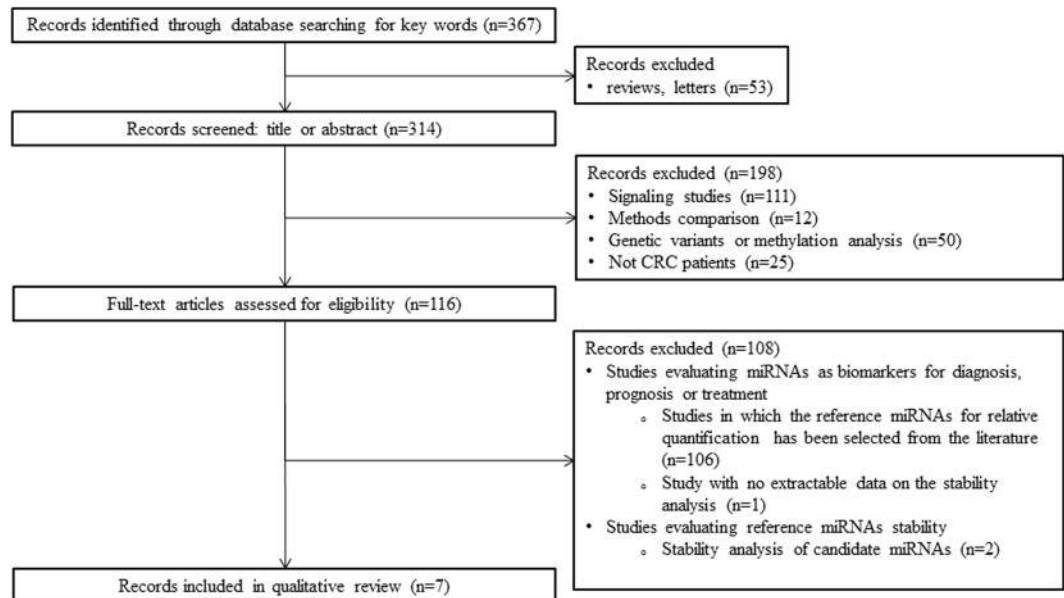 Records identified through database searching for key words (n=367)
Records excluded
• reviews, letters (n=53)
Records screened: title or abstract (n=314)
Records excluded (n=198)
• Signaling studies (n=111)
• Methods comparison (n=12)
• Genetic variants or methylation analysis (n=50)
• Not CRC patients (n=25)
Full-text articles assessed for eligibility (n=116)
Records excluded (n=108)
• Studies evaluating miRNAs as biomarkers for diagnosis,
prognosis or treatment
o Studies in which the reference miRNAs for relative
quantification has been selected from the literature
(n=106)
o Study with no extractable data on the stability
analysis (n=1)
• Studies evaluating reference miRNAs stability
o Stability analysis of candidate miRNAs (n=2)
Records included in qualitative review (n=7)